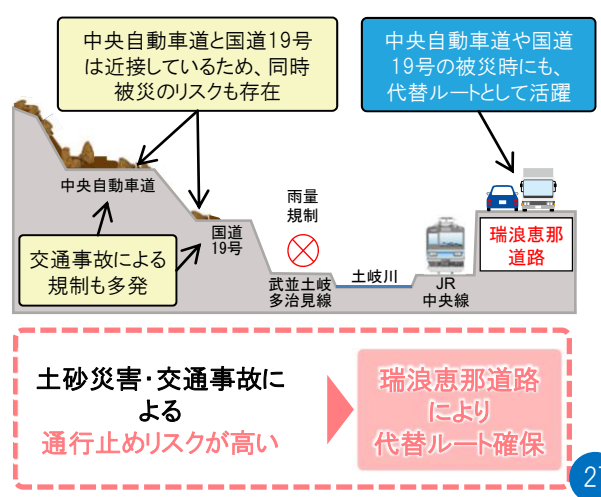 中央自動車道と国道19号
は近接しているため、同時
被災のリスクも存在
中央自動車道や国道
19号の被災時にも、
代替ルートとして活躍
中央自動車道
国道
19号
雨量
規制
交通事故による
規制も多発
武並土岐
多治見線
土岐川
JR
中央線
瑞浪恵那
道路
土砂災害・交通事故に
よる
通行止めリスクが高い
瑞浪恵那道路
により
代替ルート確保